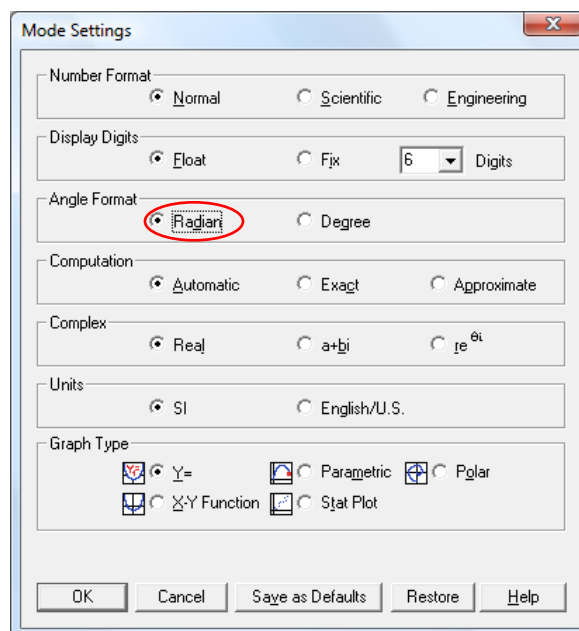 Mode Settings
Number Format
Normal Scientific Engineering
Display Digits
Float Fix 6 Digits
Angle Format
Radian Degree
Computation
Automatic Exact Approximate
Complex
Real a+bi re^θi
Units
SI English/U.S.
Graph Type
Y= Y= Parametric Polar
X-Y Function Stat Plot
OK Cancel Save as Defaults Restore Help